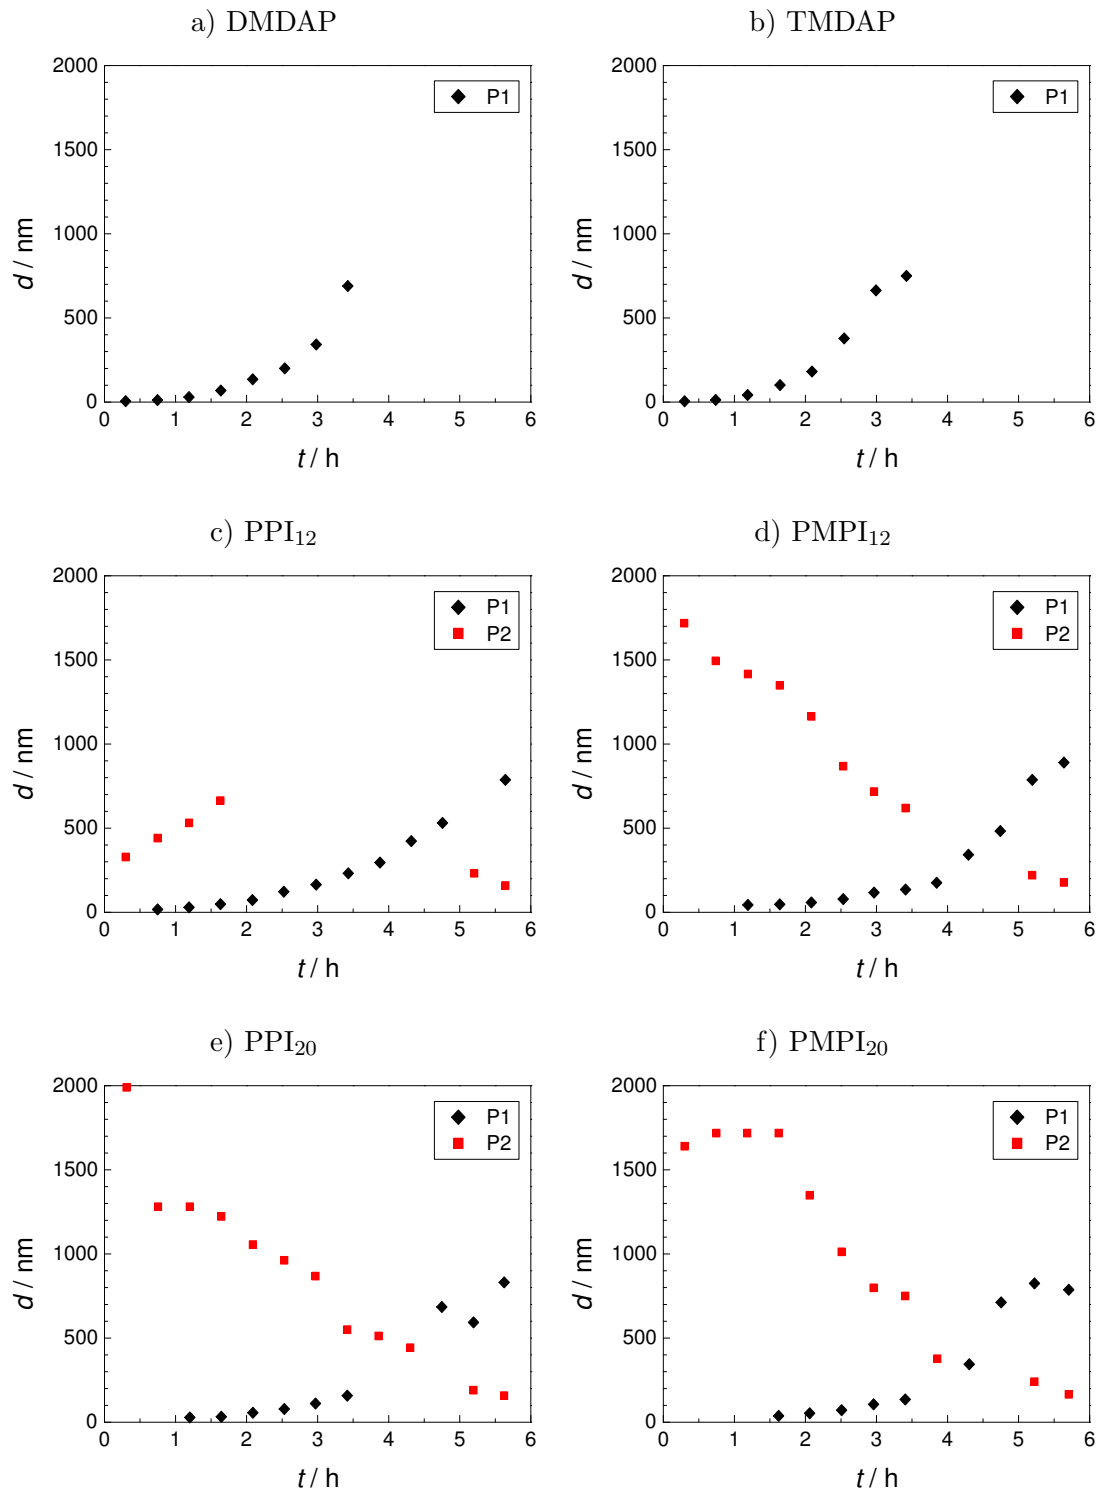 a) DMDAP
P1
2000
1500
1000
500
0
0 1 2 3 4 5 6
d / nm
t / h
b) TMDAP
P1
2000
1500
1000
500
0
0 1 2 3 4 5 6
d / nm
t / h
c) PPI₁₂
P1
P2
2000
1500
1000
500
0
0 1 2 3 4 5 6
d / nm
t / h
d) PMPI₁₂
P1
P2
2000
1500
1000
500
0
0 1 2 3 4 5 6
d / nm
t / h
e) PPI₂₀
P1
P2
2000
1500
1000
500
0
0 1 2 3 4 5 6
d / nm
t / h
f) PMPI₂₀
P1
P2
2000
1500
1000
500
0
0 1 2 3 4 5 6
d / nm
t / h